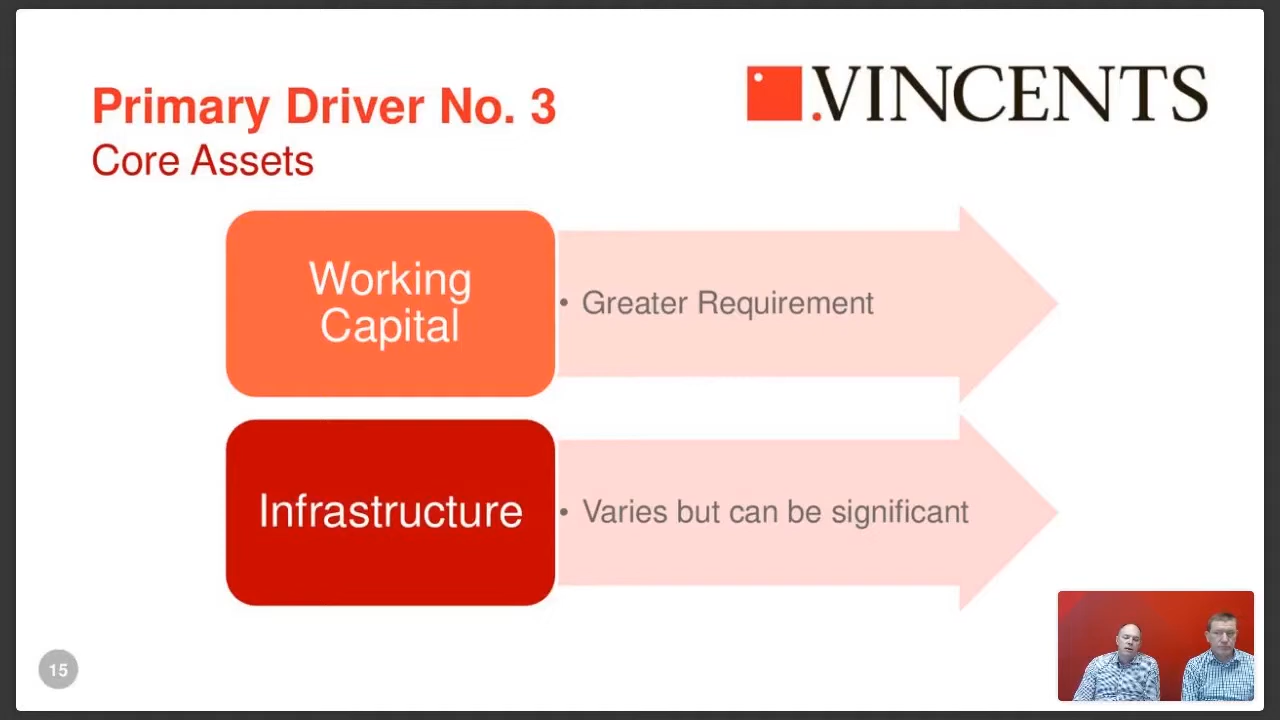 Primary Driver No. 3
Core Assets
.VINCENTS
Working
Capital
• Greater Requirement
Infrastructure
• Varies but can be significant
15